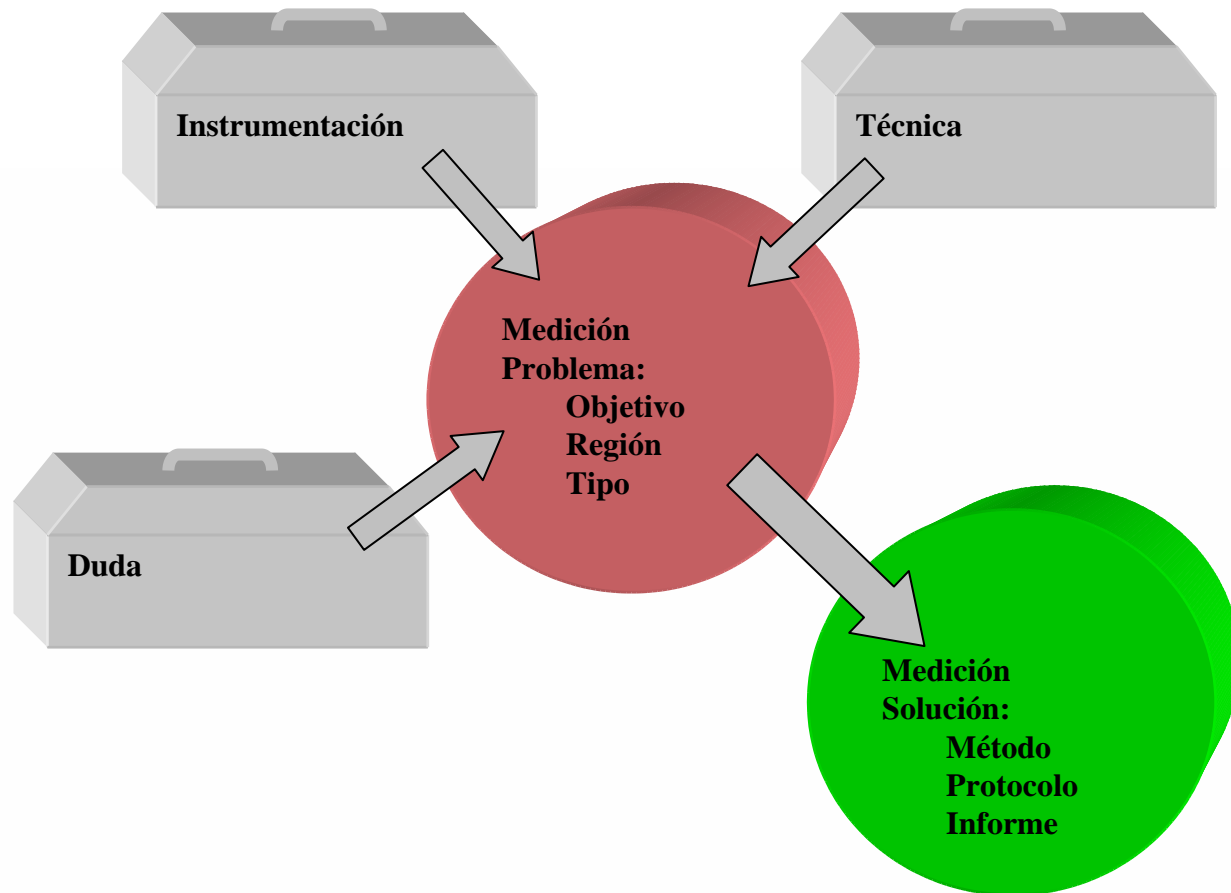 Instrumentación
Técnica
Medición
Problema:
Objetivo
Región
Tipo
Duda
Medición
Solución:
Método
Protocolo
Informe